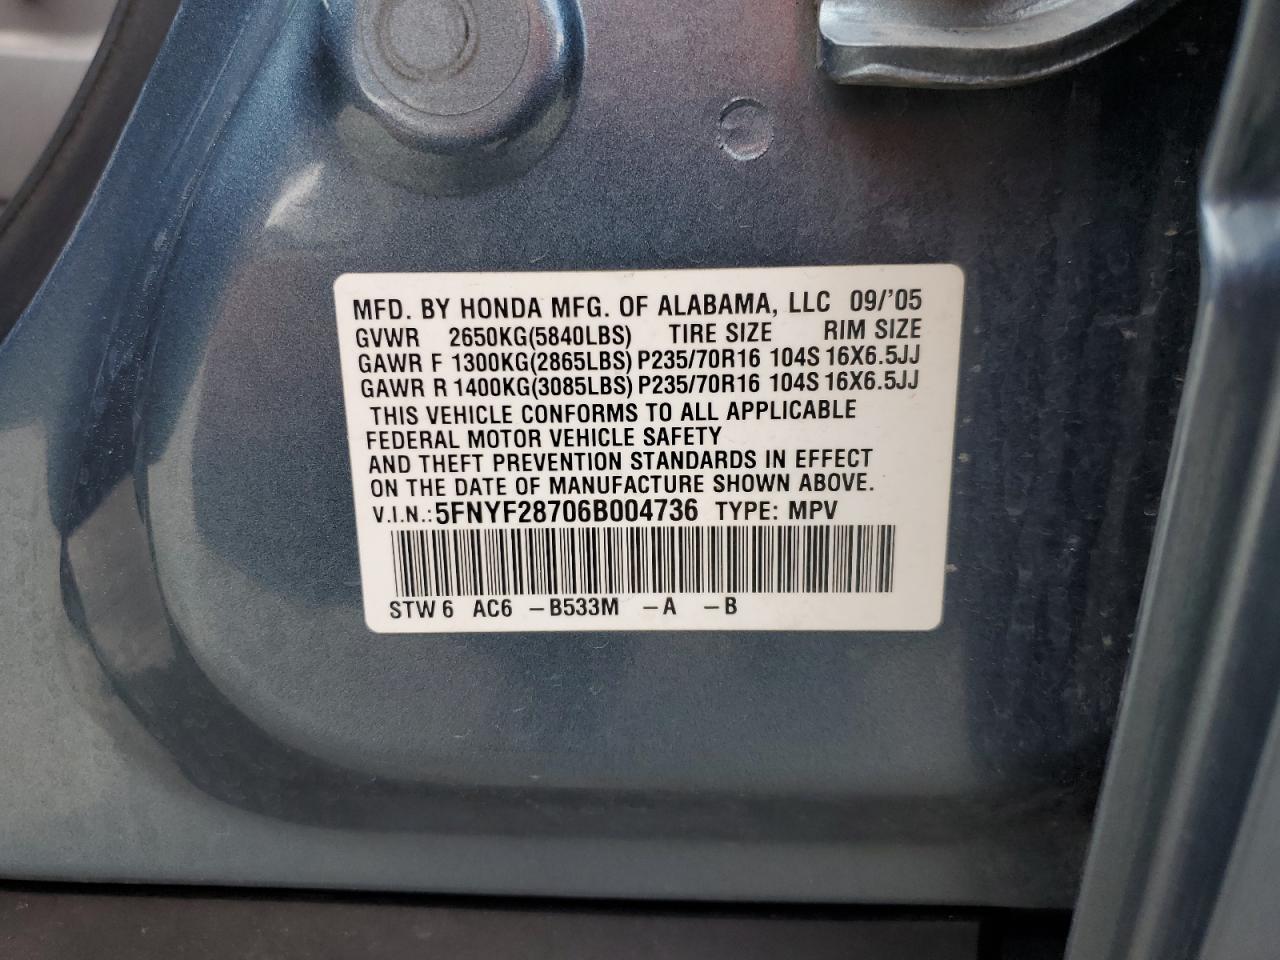 MFD. BY HONDA MFG. OF ALABAMA, LLC 09/'05
GVWR 2650KG(5840LBS) TIRE SIZE RIM SIZE
GAWR F 1300KG(2865LBS) P235/70R16 104S 16X6.5JJ
GAWR R 1400KG(3085LBS) P235/70R16 104S 16X6.5JJ
THIS VEHICLE CONFORMS TO ALL APPLICABLE
FEDERAL MOTOR VEHICLE SAFETY
AND THEFT PREVENTION STANDARDS IN EFFECT
ON THE DATE OF MANUFACTURE SHOWN ABOVE.
V.I.N.: 5FNYF28706B004736 TYPE: MPV
STW 6 AC6 -B533M -A -B